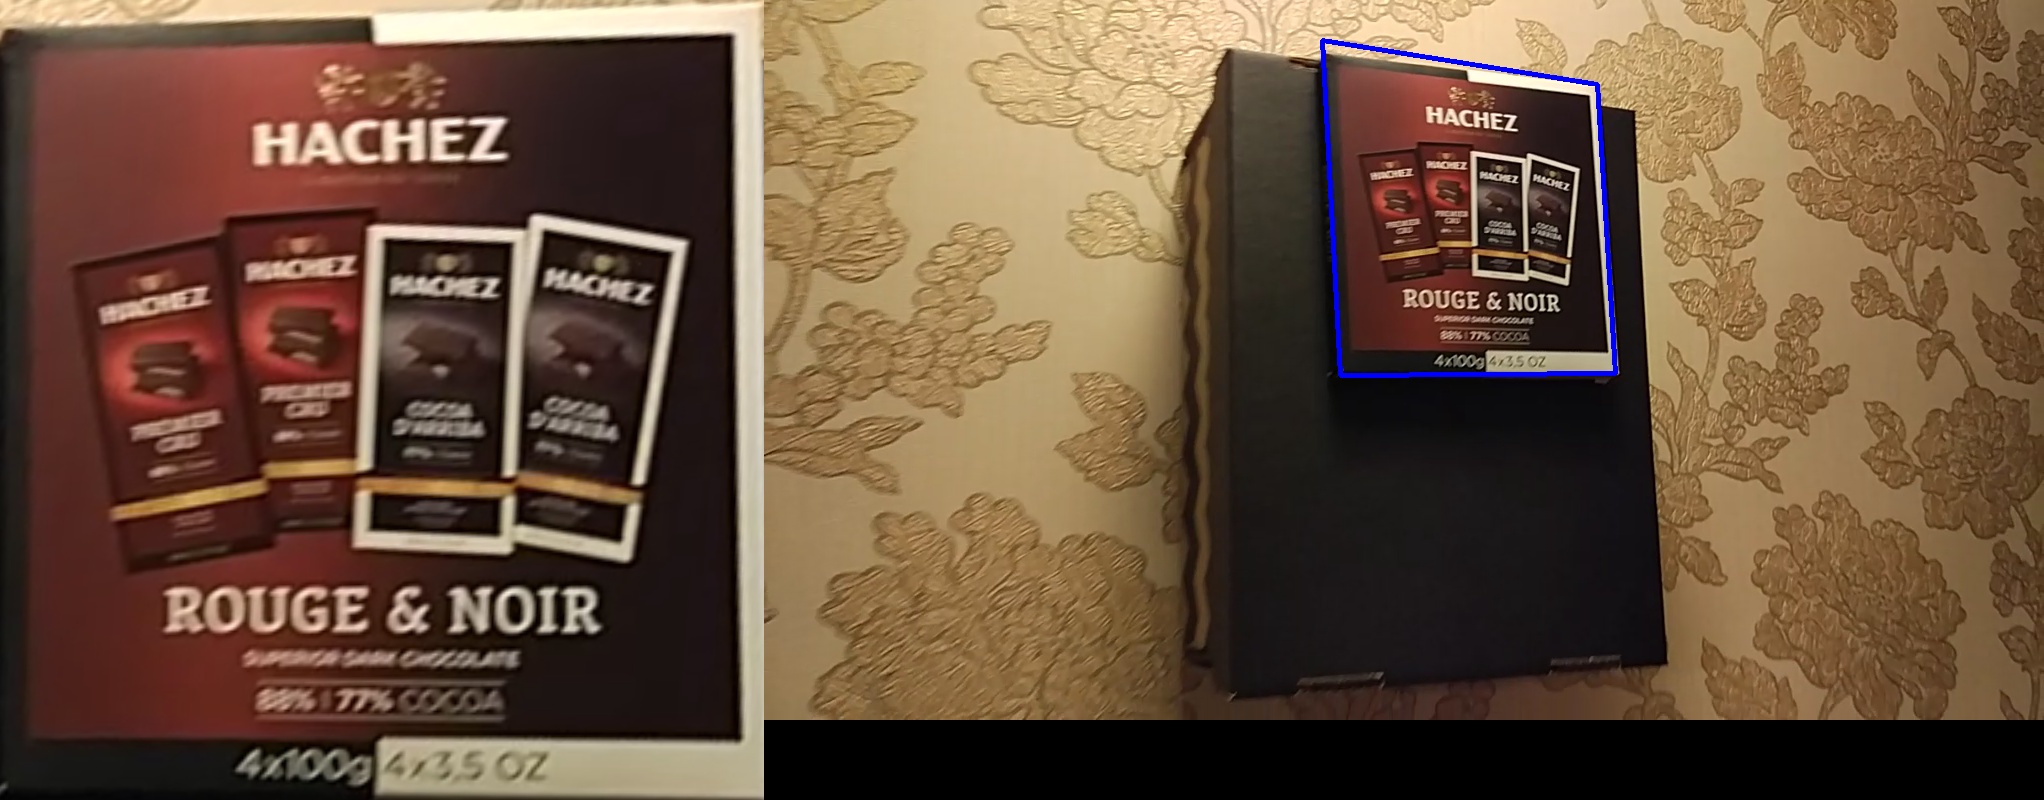 HACHEZ
HACHEZ
HACHEZ
HACHEZ
HACHEZ
PREMIER
CRU
PREMIER
CRU
COCOA
D'ARRIBA
COCOA
D'ARRIBA
ROUGE & NOIR
SUPERIOR DARK CHOCOLATE
88% | 77% COCOA
4x100g 4x3,5 OZ
HACHEZ
HACHEZ
HACHEZ
HACHEZ
HACHEZ
PREMIER
CRU
PREMIER
CRU
COCOA
D'ARRIBA
COCOA
D'ARRIBA
ROUGE & NOIR
SUPERIOR DARK CHOCOLATE
88% | 77% COCOA
4x100g 4x3,5 OZ